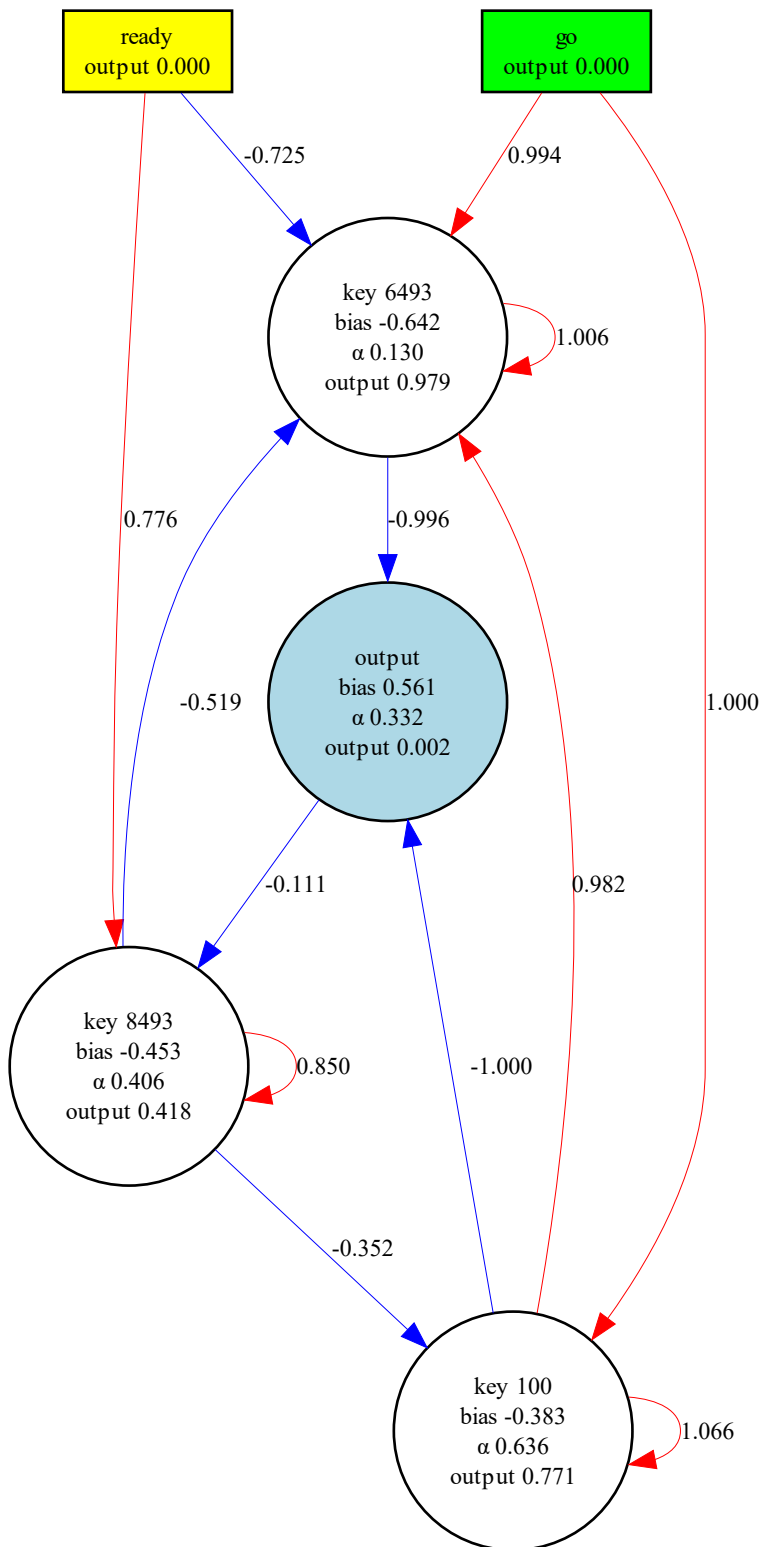 ready
output 0.000
go
output 0.000
-0.725
0.994
key 6493
bias -0.642
α 0.130
output 0.979
1.006
0.776
-0.996
output
bias 0.561
α 0.332
output 0.002
-0.519
1.000
-0.111
0.982
key 8493
bias -0.453
α 0.406
output 0.418
0.850
-1.000
-0.352
key 100
bias -0.383
α 0.636
output 0.771
1.066